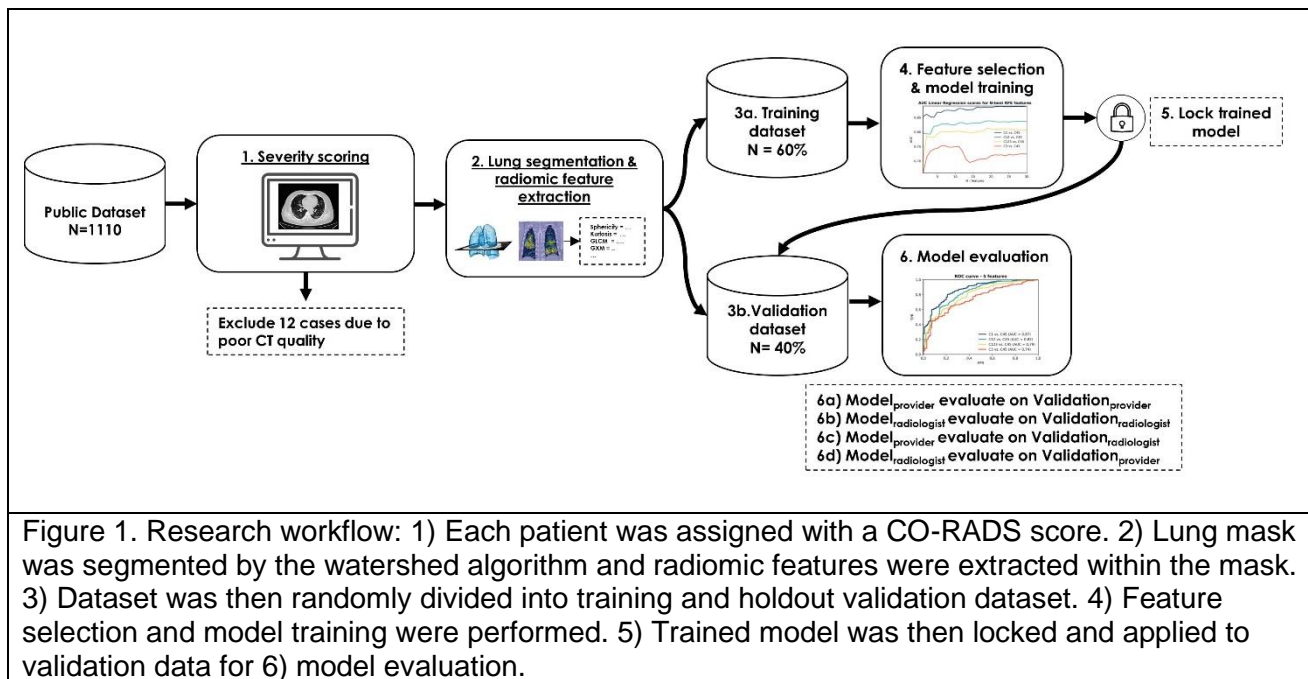 Public Dataset
N=1110
1. Severity scoring
Exclude 12 cases due to
poor CT quality
2. Lung segmentation &
radiomic feature
extraction
Sphericity = ...
Kurtosis = ...
GLCM = ...
3a. Training
dataset
N = 60%
3b.Validation
dataset
N= 40%
4. Feature selection
& model training
5. Lock trained
model
6. Model evaluation
ROC curve - 5 features
6a) Modelprovider evaluate on Validationprovider
6b) Modelradiologist evaluate on Validationradiologist
6c) Modelprovider evaluate on Validationradiologist
6d) Modelradiologist evaluate on Validationprovider
Figure 1. Research workflow: 1) Each patient was assigned with a CO-RADS score. 2) Lung mask
was segmented by the watershed algorithm and radiomic features were extracted within the mask.
3) Dataset was then randomly divided into training and holdout validation dataset. 4) Feature
selection and model training were performed. 5) Trained model was then locked and applied to
validation data for 6) model evaluation.